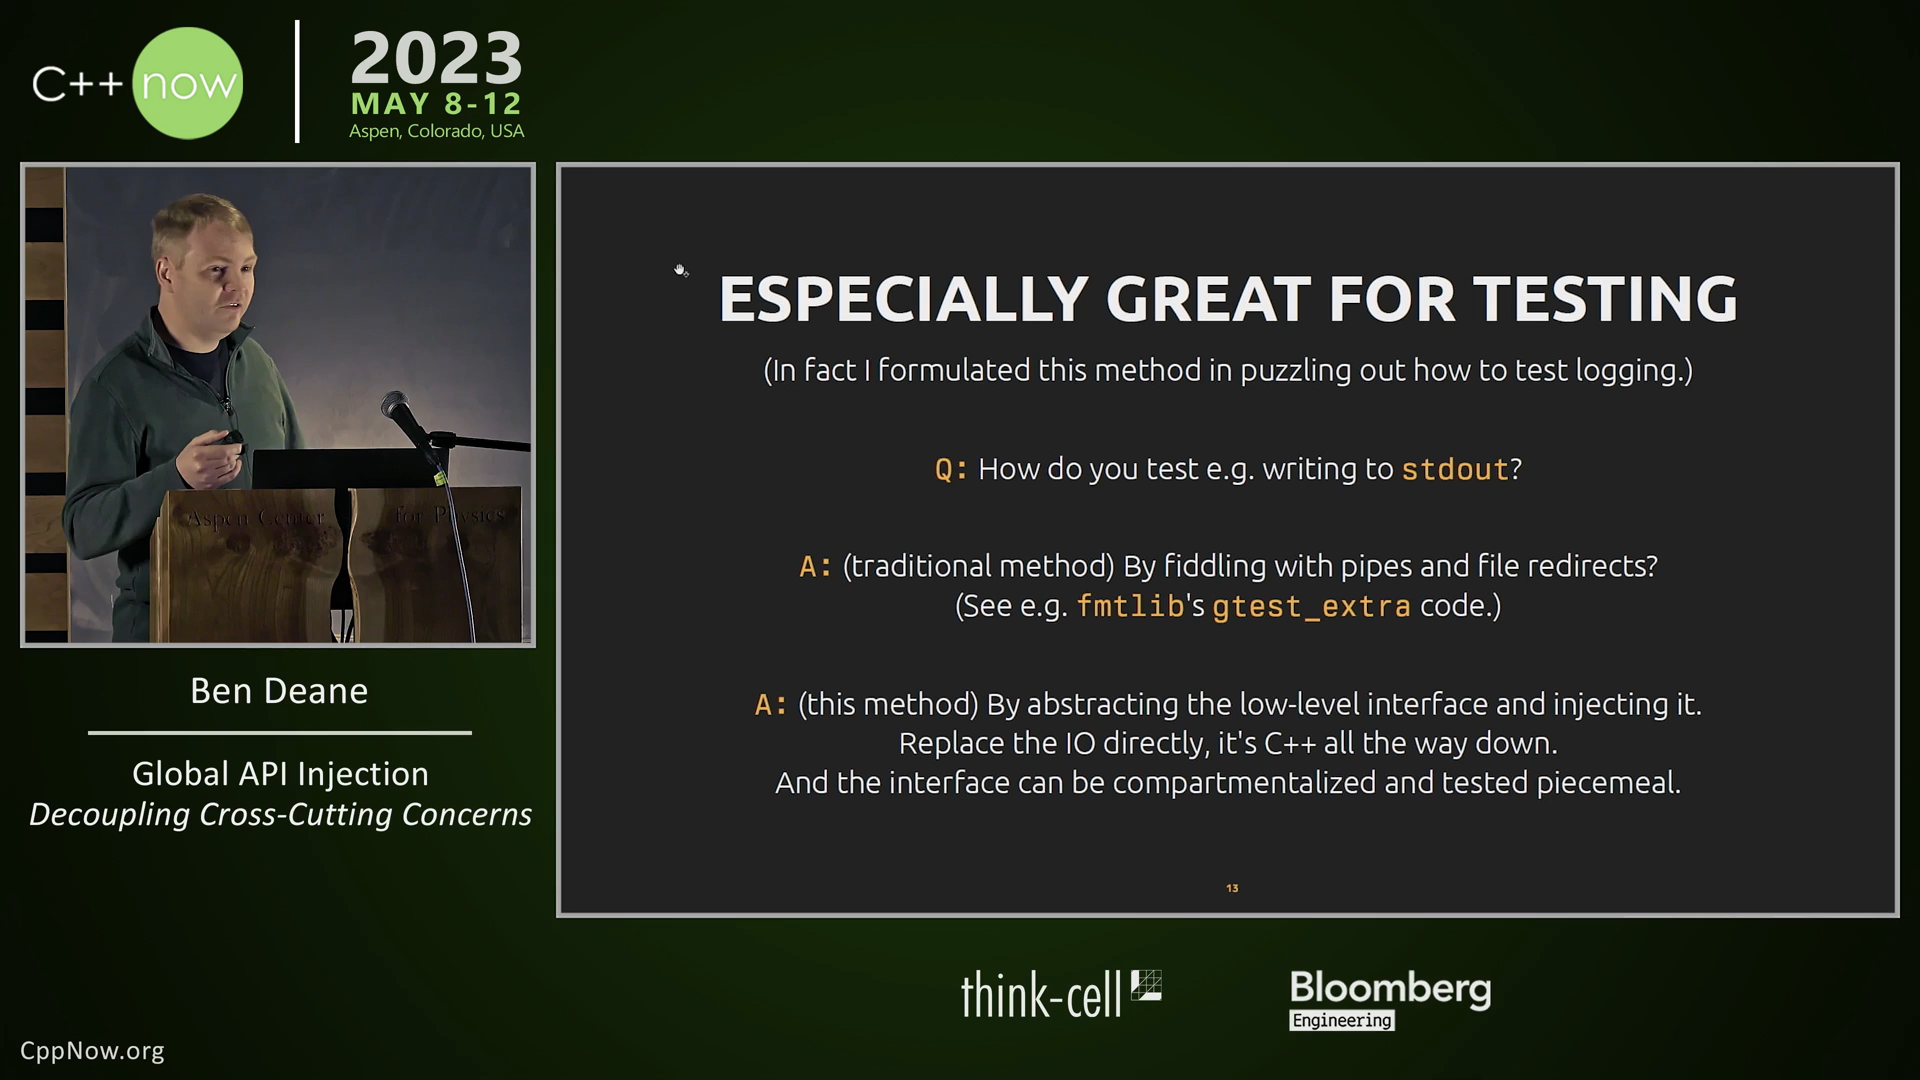 C++ now
2023
MAY 8-12
Aspen, Colorado, USA
Aspen Center for Physics
Ben Deane
Global API Injection
Decoupling Cross-Cutting Concerns
ESPECIALLY GREAT FOR TESTING
(In fact I formulated this method in puzzling out how to test logging.)
Q: How do you test e.g. writing to stdout?
A: (traditional method) By fiddling with pipes and file redirects?
(See e.g. fmtlib's gtest_extra code.)
A: (this method) By abstracting the low-level interface and injecting it.
Replace the IO directly, it's C++ all the way down.
And the interface can be compartmentalized and tested piecemeal.
13
think-cell
Bloomberg
Engineering
CppNow.org